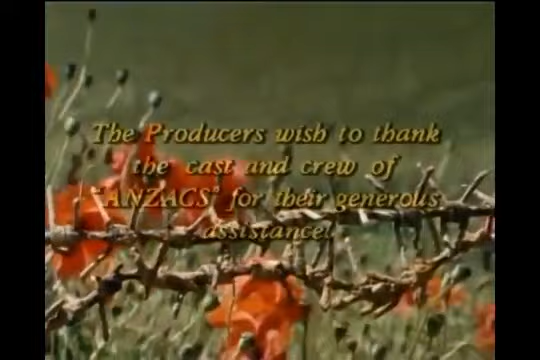 The Producers wish to thank
the cast and crew of
"ANZACS" for their generous
assistance.